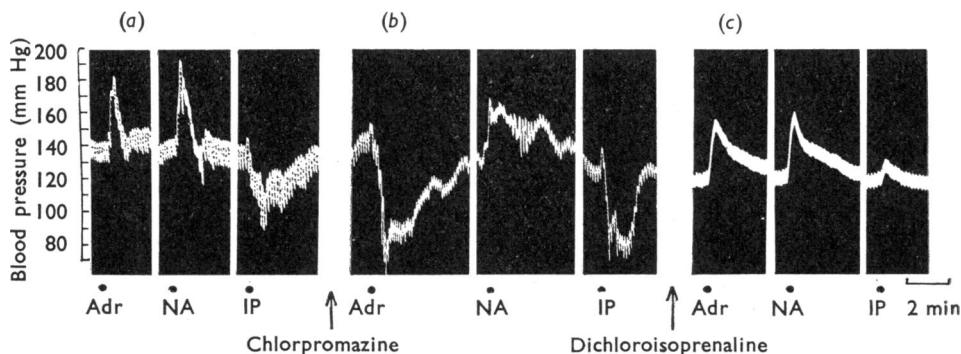 (a) (b) (c)
Blood pressure (mm Hg)
200
180
160
140
120
100
80
Adr NA IP Adr NA IP Adr NA IP 2 min
Chlorpromazine Dichloroisoprenaline